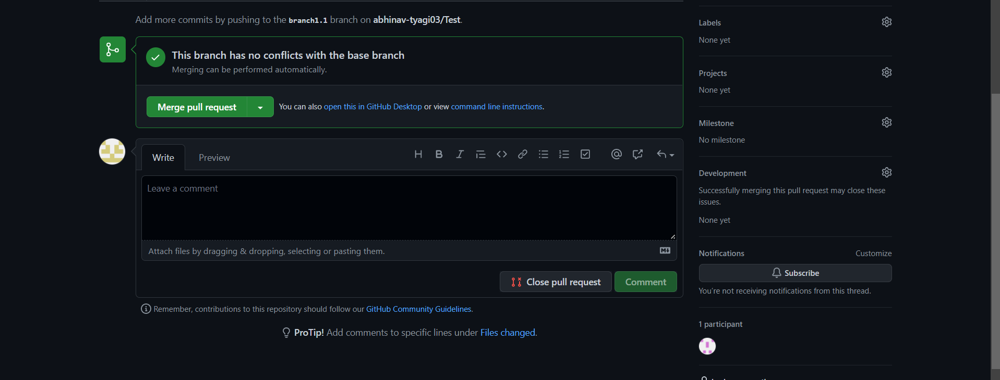 Add more commits by pushing to the branch1.1 branch on abhinav-tyagi03/Test.
This branch has no conflicts with the base branch
Merging can be performed automatically.
Merge pull request
You can also open this in GitHub Desktop or view command line instructions.
Write
Preview
H B I
Leave a comment
Attach files by dragging & dropping, selecting or pasting them.
Close pull request
Comment
Remember, contributions to this repository should follow our GitHub Community Guidelines.
ProTip! Add comments to specific lines under Files changed.
Labels
None yet
Projects
None yet
Milestone
No milestone
Development
Successfully merging this pull request may close these
issues.
None yet
Notifications
Customize
Subscribe
You're not receiving notifications from this thread.
1 participant